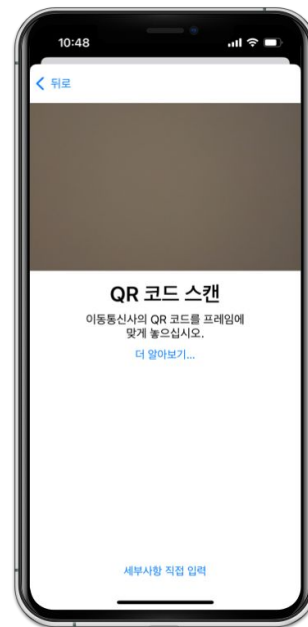 10:48
뒤로
QR 코드 스캔
이동통신사의 QR 코드를 프레임에
맞게 놓으십시오.
더 알아보기...
세부사항 직접 입력